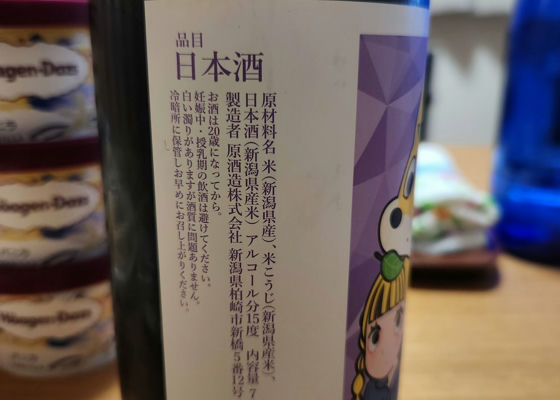 品目
日本酒
原材料名 米(新潟県産)、米こうじ(新潟県産米)、
日本酒(新潟県産米) アルコール分15度 内容量 7
製造者 原酒造株式会社 新潟県柏崎市新橋5番12号
お酒は20歳になってから。
妊娠中・授乳期の飲酒は避けてください。
白い濁りがありますが酒質に問題ありません。
冷暗所に保管しお早めにお召し上がりください。
Häagen-Dazs
Häagen-Dazs
Häagen-Dazs